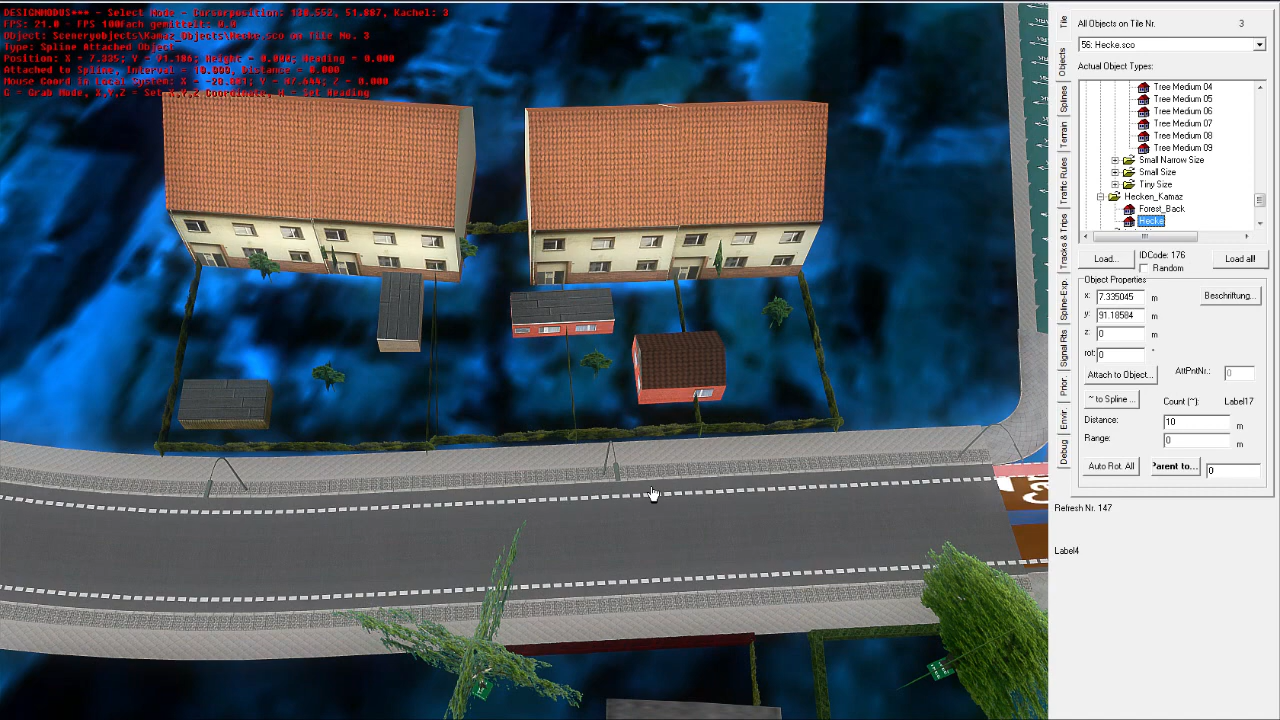 DESIGNMODUS*** - Select Mode - Cursorposition: 130.552, 51.887, Kachel: 3
FPS: 21.0 - FPS 100fach gemittelt: 0.0
Object: Sceneryobjects\Kamaz_Objects\Hecke.sco on Tile No. 3
Type: Spline Attached Object
Position: X = 7.335; Y = 91.186; Height = 0.000; Heading = 0.000
Attached to Spline, Interval = 10.000, Distance = 0.000
G = Grab Mode, X,Y,Z = Set X,Y,Z Coordinate, H = Set Heading
Tile
Objects
Splines
Terrain
Traffic Rules
Tracks & Trips
Spline-Exp.
Signal Rts
Prior.
Envir.
Debug
All Objects on Tile Nr. 3
56: Hecke.sco
Actual Object Types:
Tree Medium 04
Tree Medium 05
Tree Medium 06
Tree Medium 07
Tree Medium 08
Tree Medium 09
Small Narrow Size
Small Size
Tiny Size
Hecken_Kamaz
Forest_Back
Hecke
Load... IDCode: 176 Load all!
Random
Object Properties
x: 7.335045 m Beschriftung...
y: 91.18584 m
z: 0 m
rot: 0 °
Attach to Object... AttPntNr.: 0
~ to Spline ... Count (~): Label17
Distance: 10 m
Range: 0 m
Auto Rot. All Parent to... 0
Refresh Nr. 147
Label4